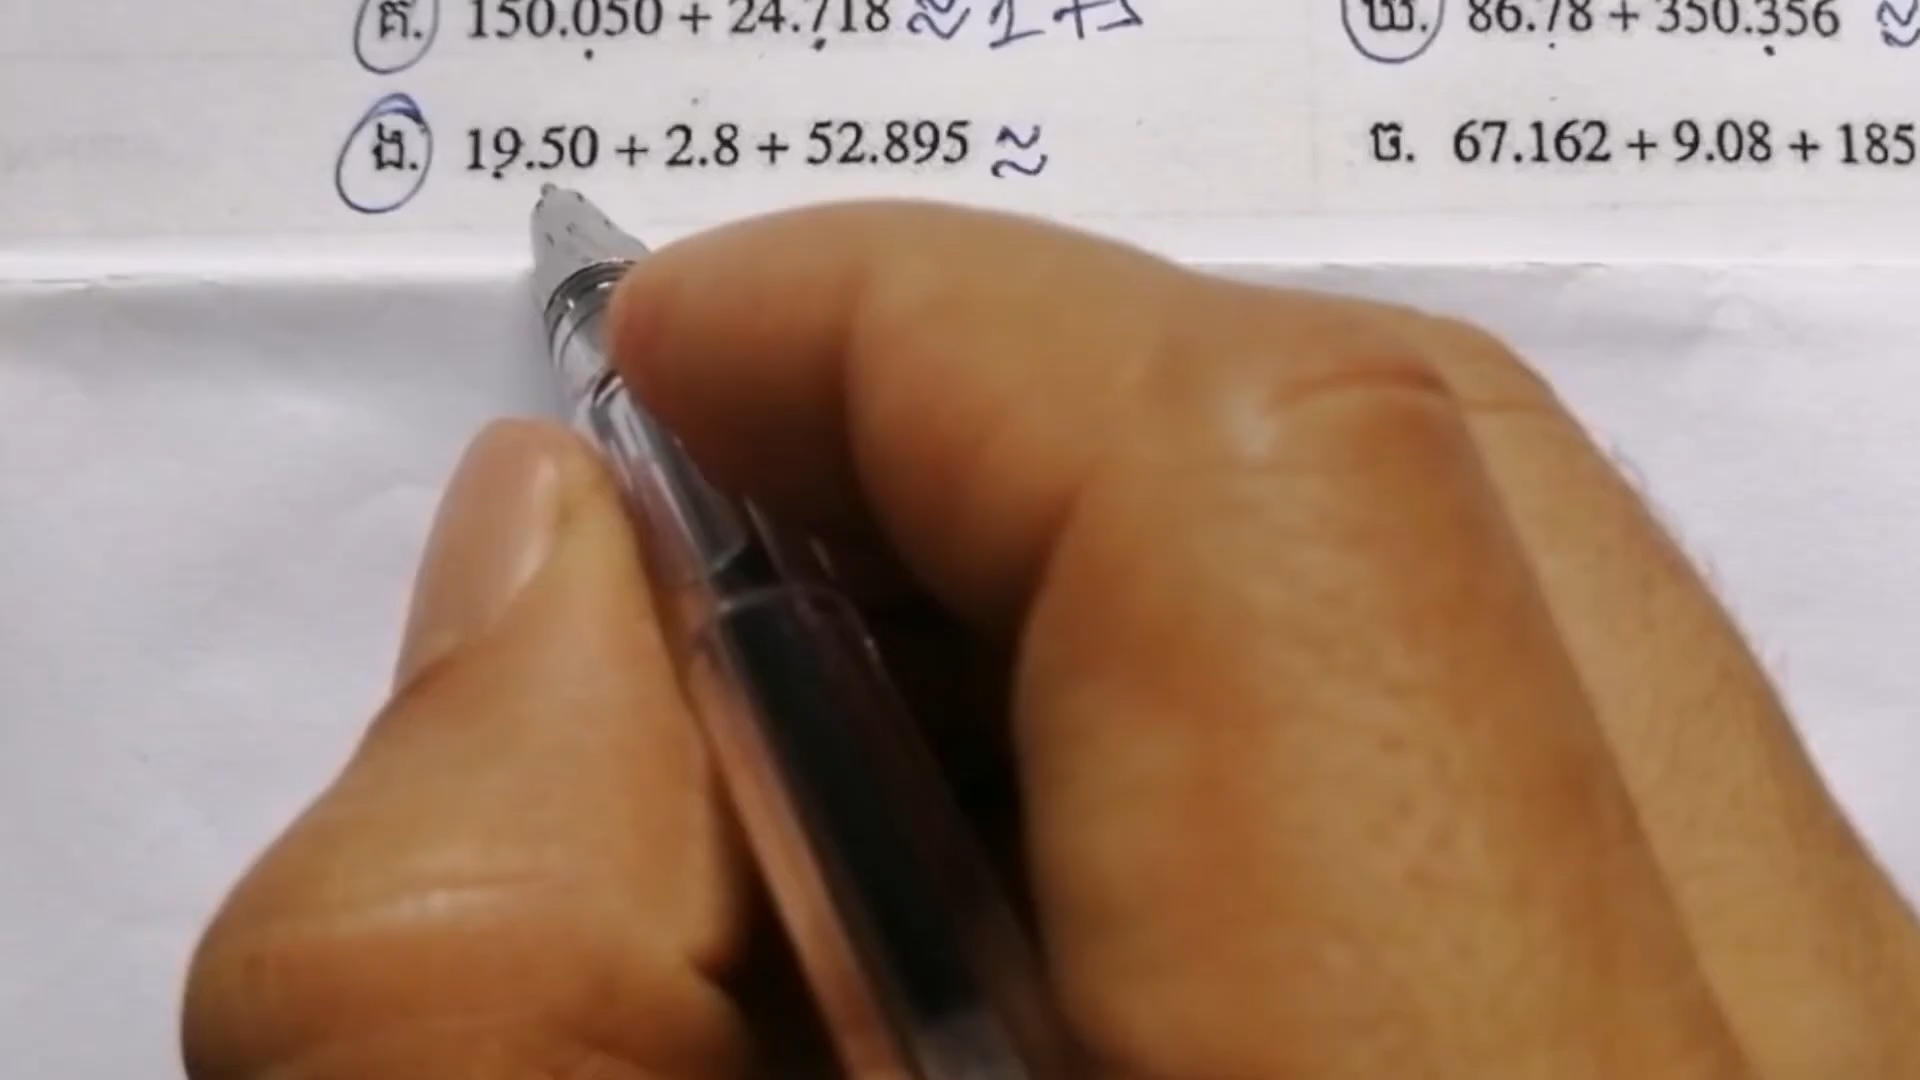 គ. 150.050 + 24.718 ≈ 175
ឃ. 86.78 + 350.356 ≈
ង. 19.50 + 2.8 + 52.895 ≈
ច. 67.162 + 9.08 + 185